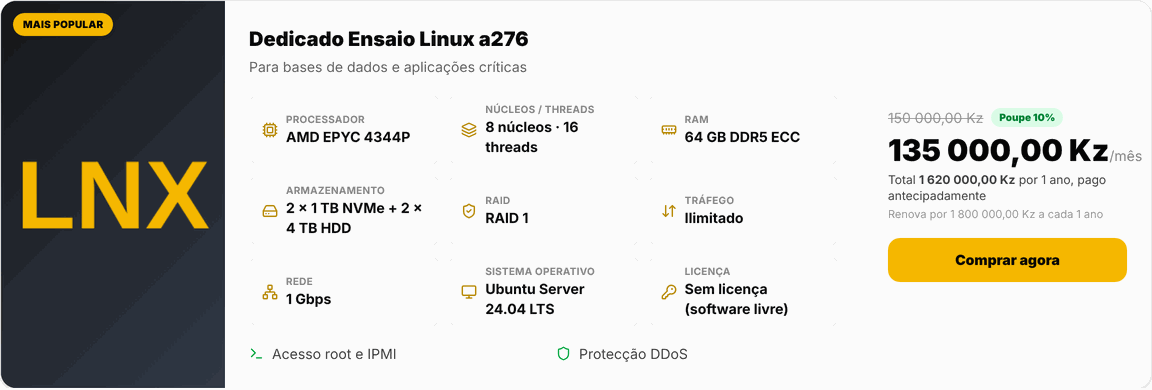 MAIS POPULAR
LNX
Dedicado Ensaio Linux a276
Para bases de dados e aplicações críticas
PROCESSADOR
AMD EPYC 4344P
NÚCLEOS / THREADS
8 núcleos · 16
threads
RAM
64 GB DDR5 ECC
ARMAZENAMENTO
2 × 1 TB NVMe + 2 ×
4 TB HDD
RAID
RAID 1
TRÁFEGO
Ilimitado
REDE
1 Gbps
SISTEMA OPERATIVO
Ubuntu Server
24.04 LTS
LICENÇA
Sem licença
(software livre)
Acesso root e IPMI
Protecção DDoS
150 000,00 Kz Poupe 10%
135 000,00 Kz/mês
Total 1 620 000,00 Kz por 1 ano, pago
antecipadamente
Renova por 1 800 000,00 Kz a cada 1 ano
Comprar agora